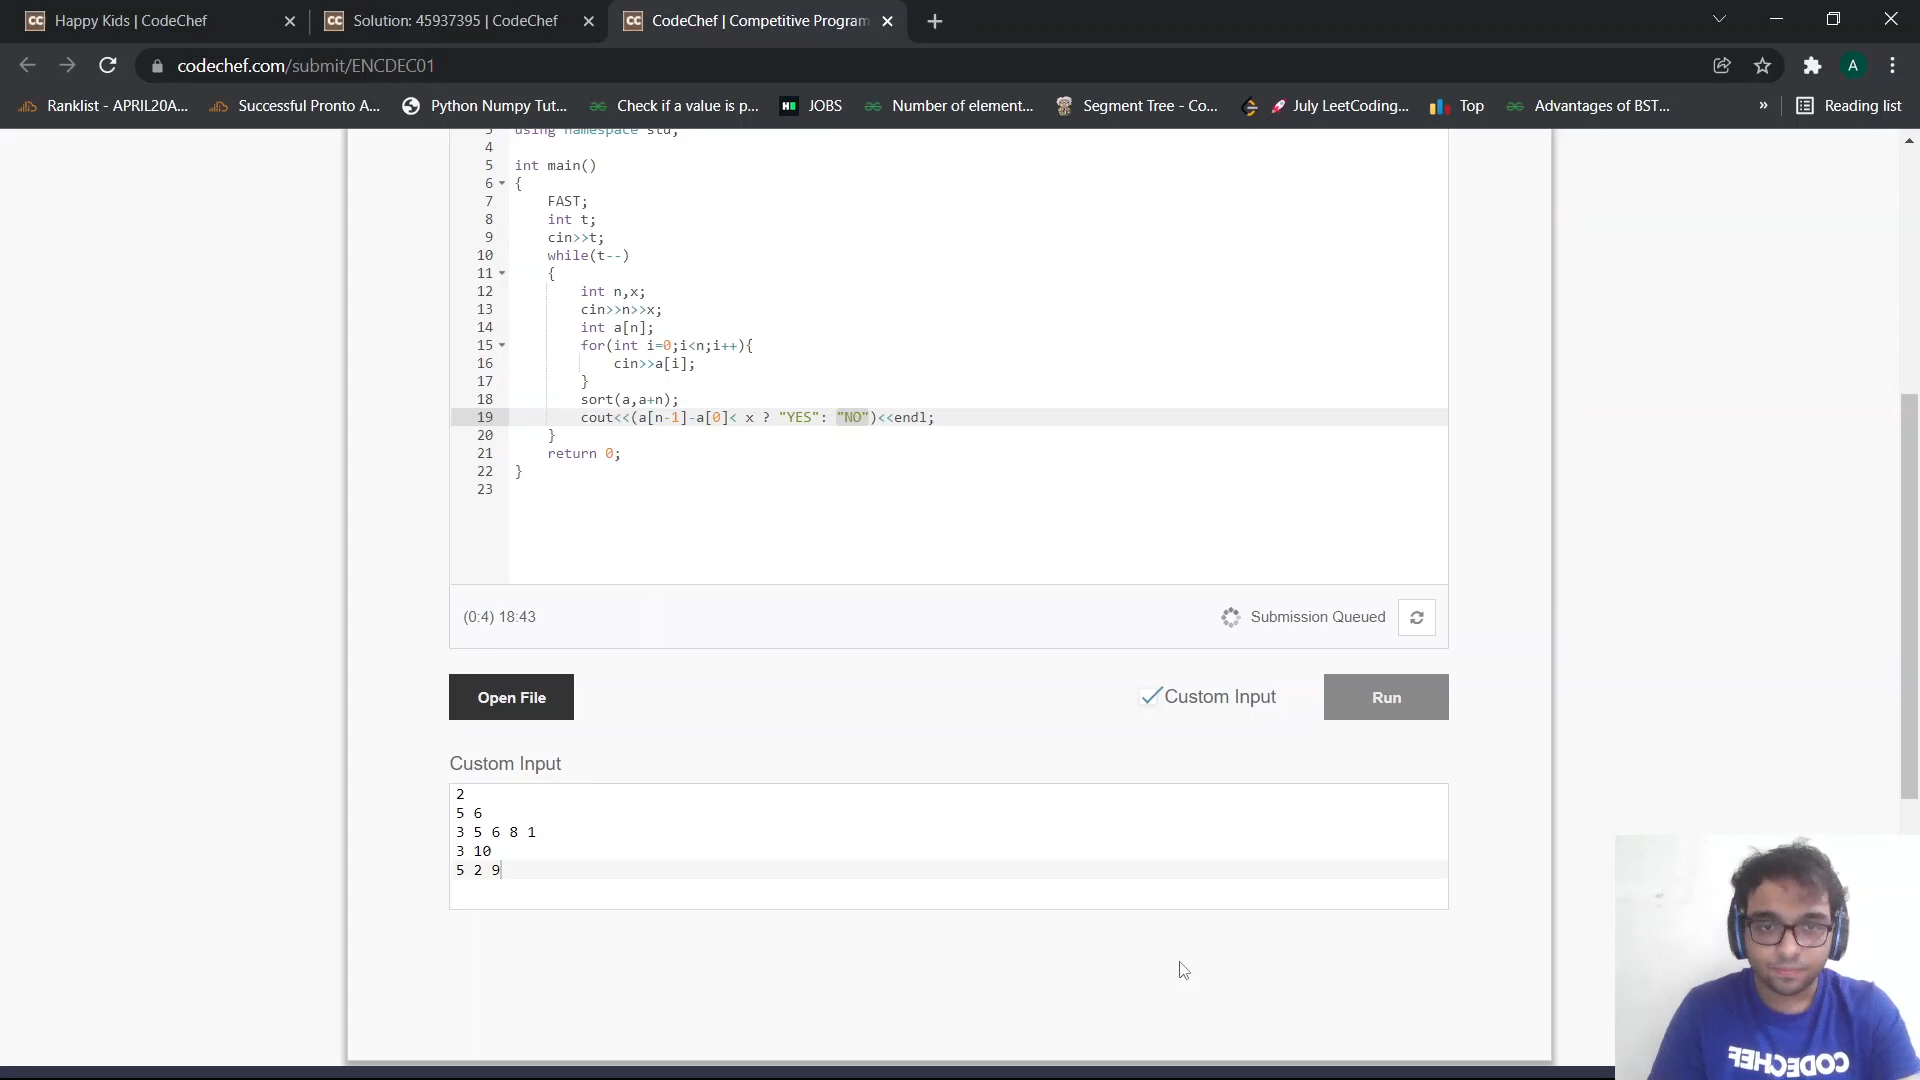 Happy Kids | CodeChef
Solution: 45937395 | CodeChef
CodeChef | Competitive Program
codechef.com/submit/ENCDEC01
A
Ranklist - APRIL20A...
Successful Pronto A...
Python Numpy Tut...
Check if a value is p...
JOBS
Number of element...
Segment Tree - Co...
July LeetCoding...
Top
Advantages of BST...
»
Reading list
3 using namespace std;
4
5 int main()
6 {
7 FAST;
8 int t;
9 cin>>t;
10 while(t--)
11 {
12 int n,x;
13 cin>>n>>x;
14 int a[n];
15 for(int i=0;i<n;i++){
16 cin>>a[i];
17 }
18 sort(a,a+n);
19 cout<<(a[n-1]-a[0]< x ? "YES": "NO")<<endl;
20 }
21 return 0;
22 }
23
(0:4) 18:43
Submission Queued
Open File
Custom Input
Run
Custom Input
2
5 6
3 5 6 8 1
3 10
5 2 9
CODECHEF